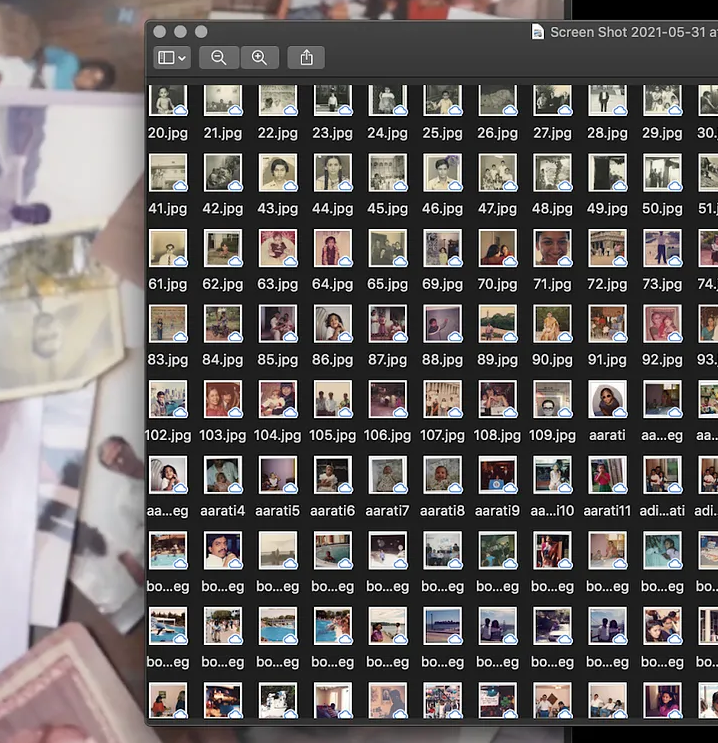 Screen Shot 2021-05-31 a
20.jpg 21.jpg 22.jpg 23.jpg 24.jpg 25.jpg 26.jpg 27.jpg 28.jpg 29.jpg 30.
41.jpg 42.jpg 43.jpg 44.jpg 45.jpg 46.jpg 47.jpg 48.jpg 49.jpg 50.jpg 51.j
61.jpg 62.jpg 63.jpg 64.jpg 65.jpg 69.jpg 70.jpg 71.jpg 72.jpg 73.jpg 74.
83.jpg 84.jpg 85.jpg 86.jpg 87.jpg 88.jpg 89.jpg 90.jpg 91.jpg 92.jpg 93.
102.jpg 103.jpg 104.jpg 105.jpg 106.jpg 107.jpg 108.jpg 109.jpg aarati aa...eg aa..
aa...eg aarati4 aarati5 aarati6 aarati7 aarati8 aarati9 aa...i10 aarati11 adi...ati adi.
bo...eg bo...eg bo...eg bo...eg bo...eg bo...eg bo...eg bo...eg bo...eg bo...eg bo..
bo...eg bo...eg bo...eg bo...eg bo...eg bo...eg bo...eg bo...eg bo...eg bo...eg bo..